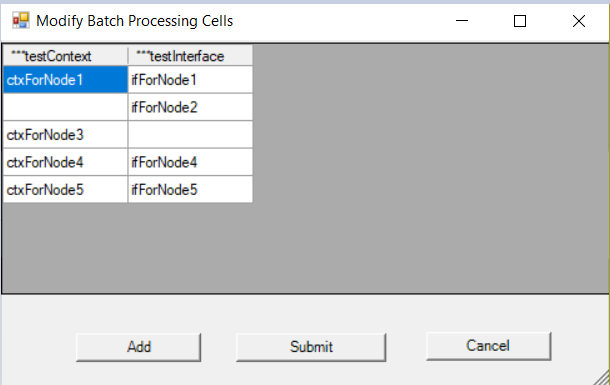 Modify Batch Processing Cells
***testContext ***testInterface
ctxForNode1 ifForNode1
ifForNode2
ctxForNode3
ctxForNode4 ifForNode4
ctxForNode5 ifForNode5
Add Submit Cancel